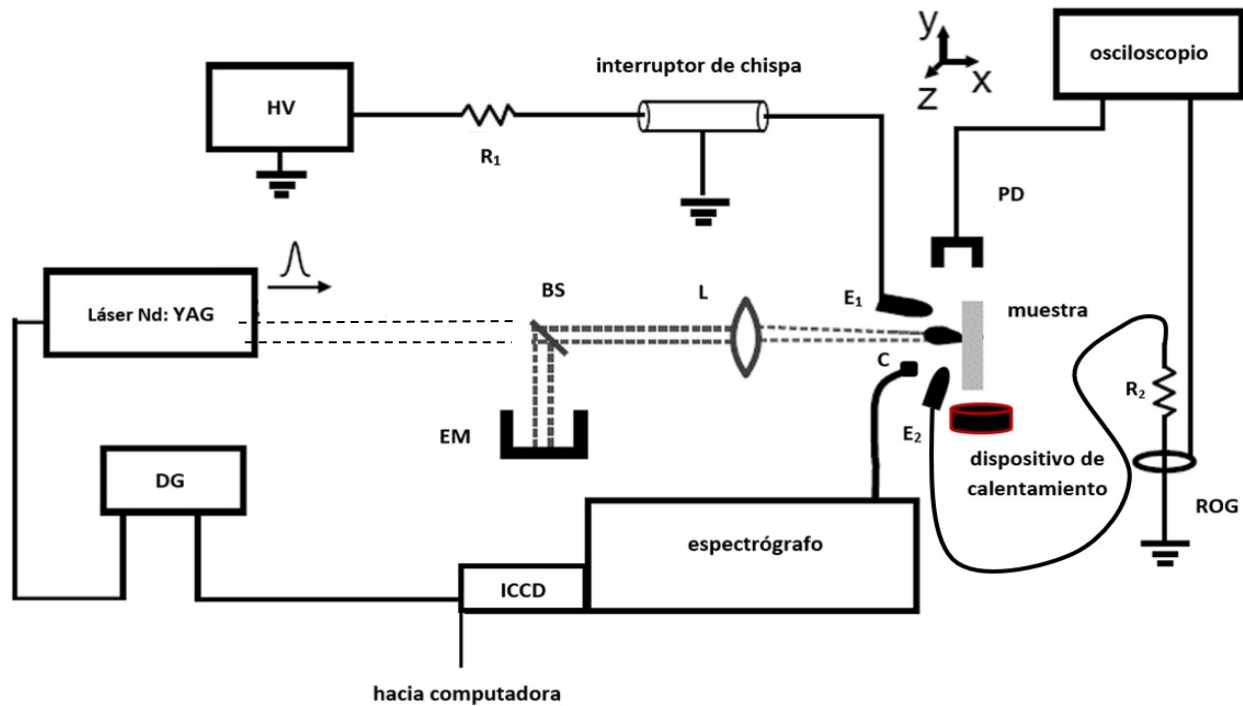 y
x
z
osciloscopio
interruptor de chispa
HV
R₁
PD
BS
L
E₁
muestra
Láser Nd: YAG
C
R₂
EM
E₂
dispositivo de
calentamiento
DG
ROG
espectrógrafo
ICCD
hacia computadora